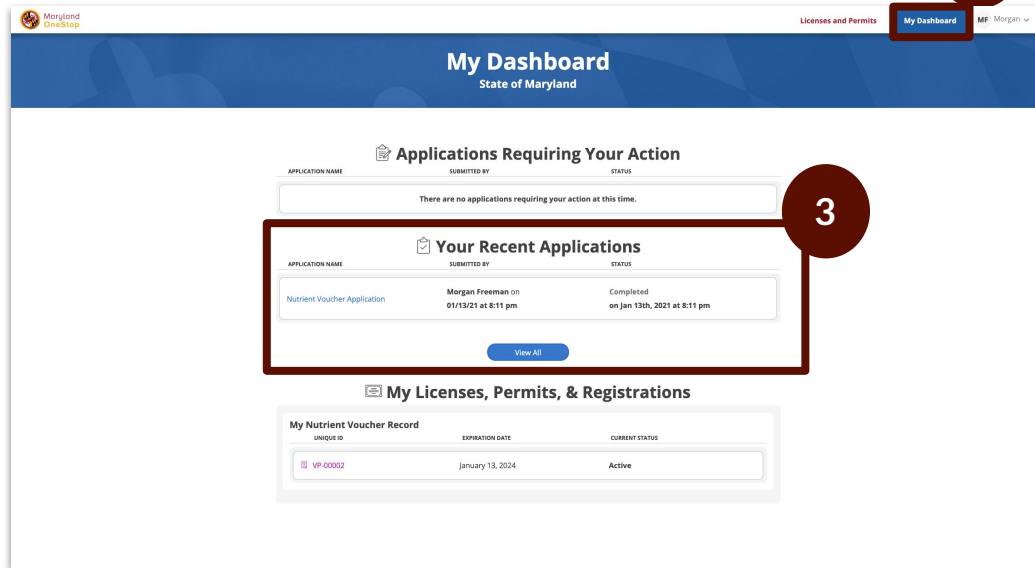 Maryland
OneStop
Licenses and Permits
My Dashboard
MF Morgan
My Dashboard
State of Maryland
Applications Requiring Your Action
APPLICATION NAME SUBMITTED BY STATUS
There are no applications requiring your action at this time.
3
Your Recent Applications
APPLICATION NAME SUBMITTED BY STATUS
Nutrient Voucher Application
Morgan Freeman on
01/13/21 at 8:11 pm
Completed
on Jan 13th, 2021 at 8:11 pm
View All
My Licenses, Permits, & Registrations
My Nutrient Voucher Record
UNIQUE ID EXPIRATION DATE CURRENT STATUS
VP-00002 January 13, 2024 Active